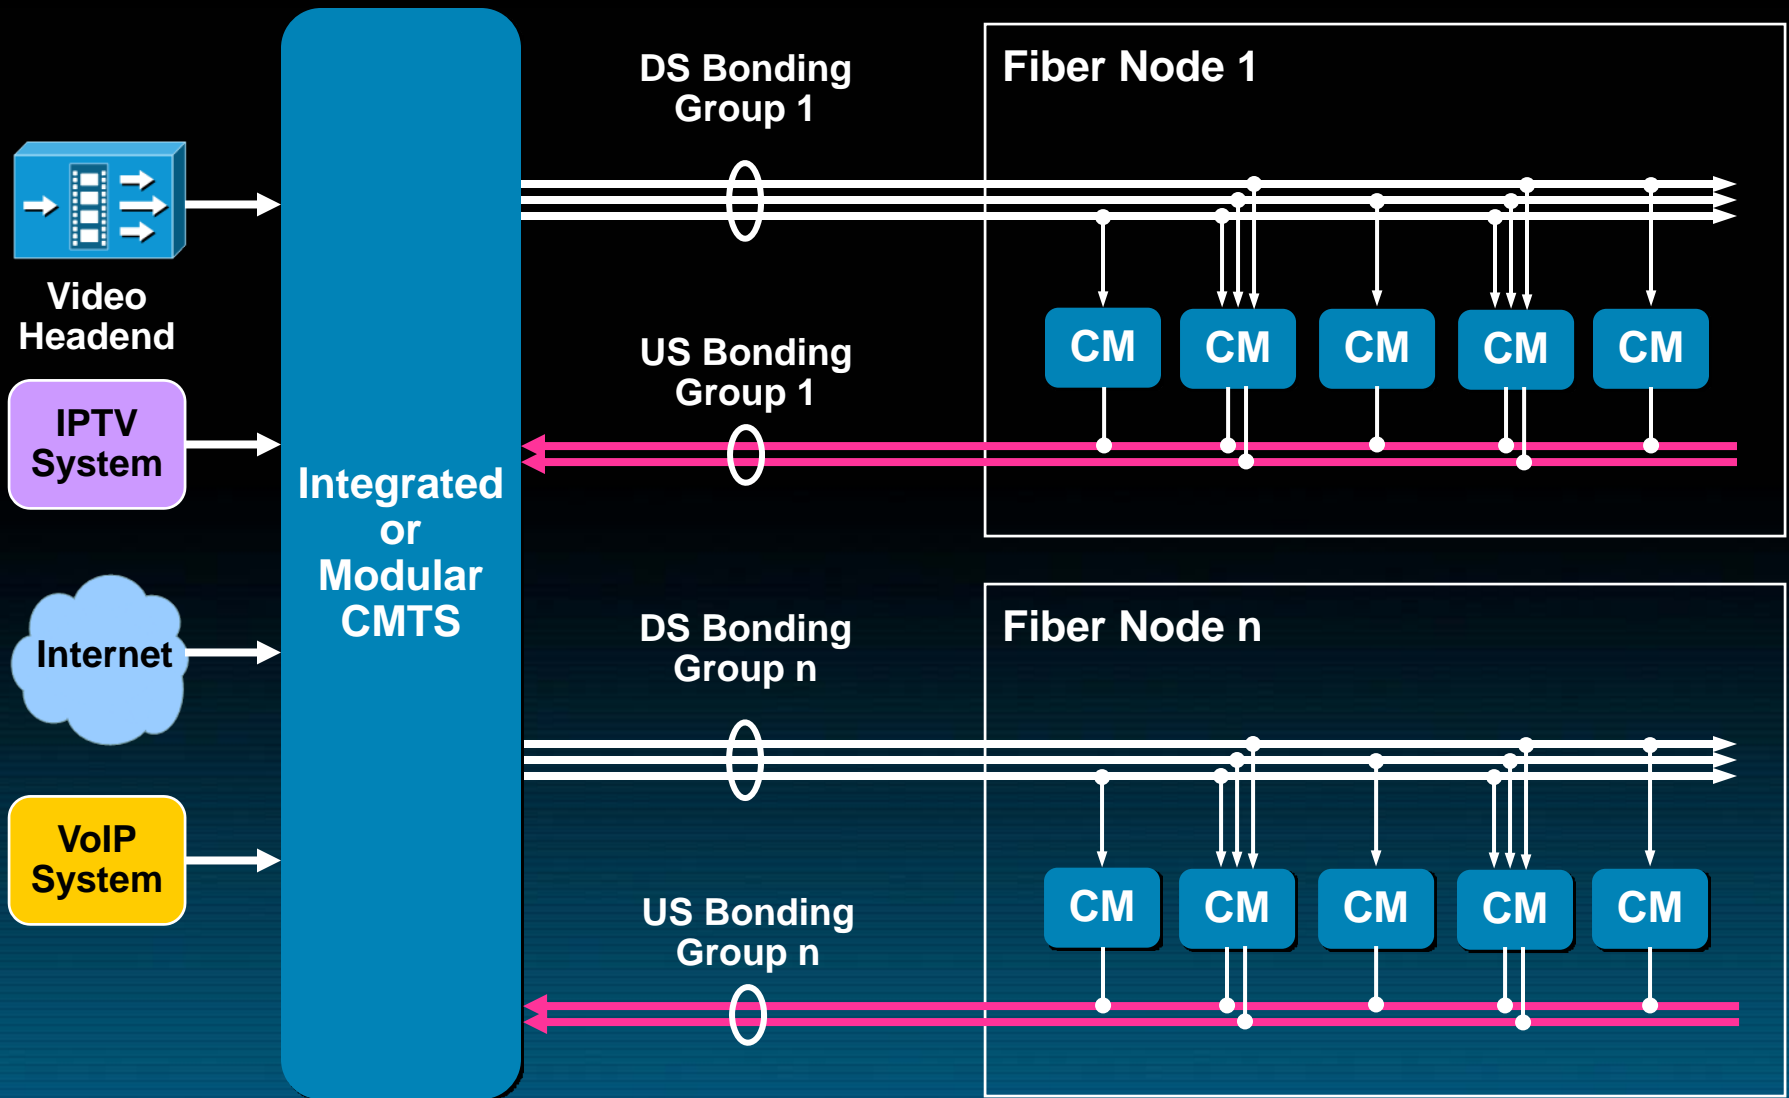 Video
Headend
IPTV
System
Internet
VoIP
System
Integrated
or
Modular
CMTS
DS Bonding
Group 1
US Bonding
Group 1
Fiber Node 1
CM
CM
CM
CM
CM
DS Bonding
Group n
US Bonding
Group n
Fiber Node n
CM
CM
CM
CM
CM